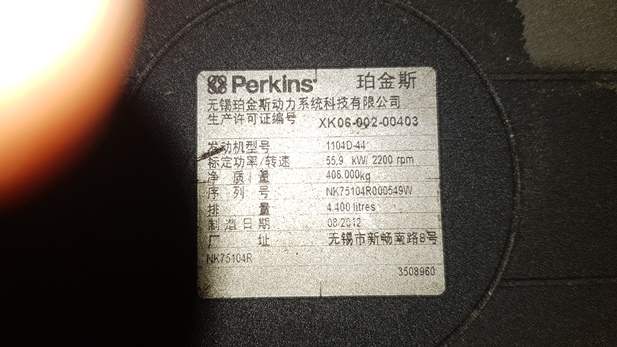 Perkins 珀金斯
无锡珀金斯动力系统科技有限公司
生产许可证编号 XK06-002-00403
发动机型号 1104D-44
标定功率/转速 55.9 kW/ 2200 rpm
净 质/量 406.000kg
序 列 号 NK75104R000549W
排 量 4.400 litres
制造日期 08/2012
厂 址 无锡市新畅南路8号
NK75104R
3508960